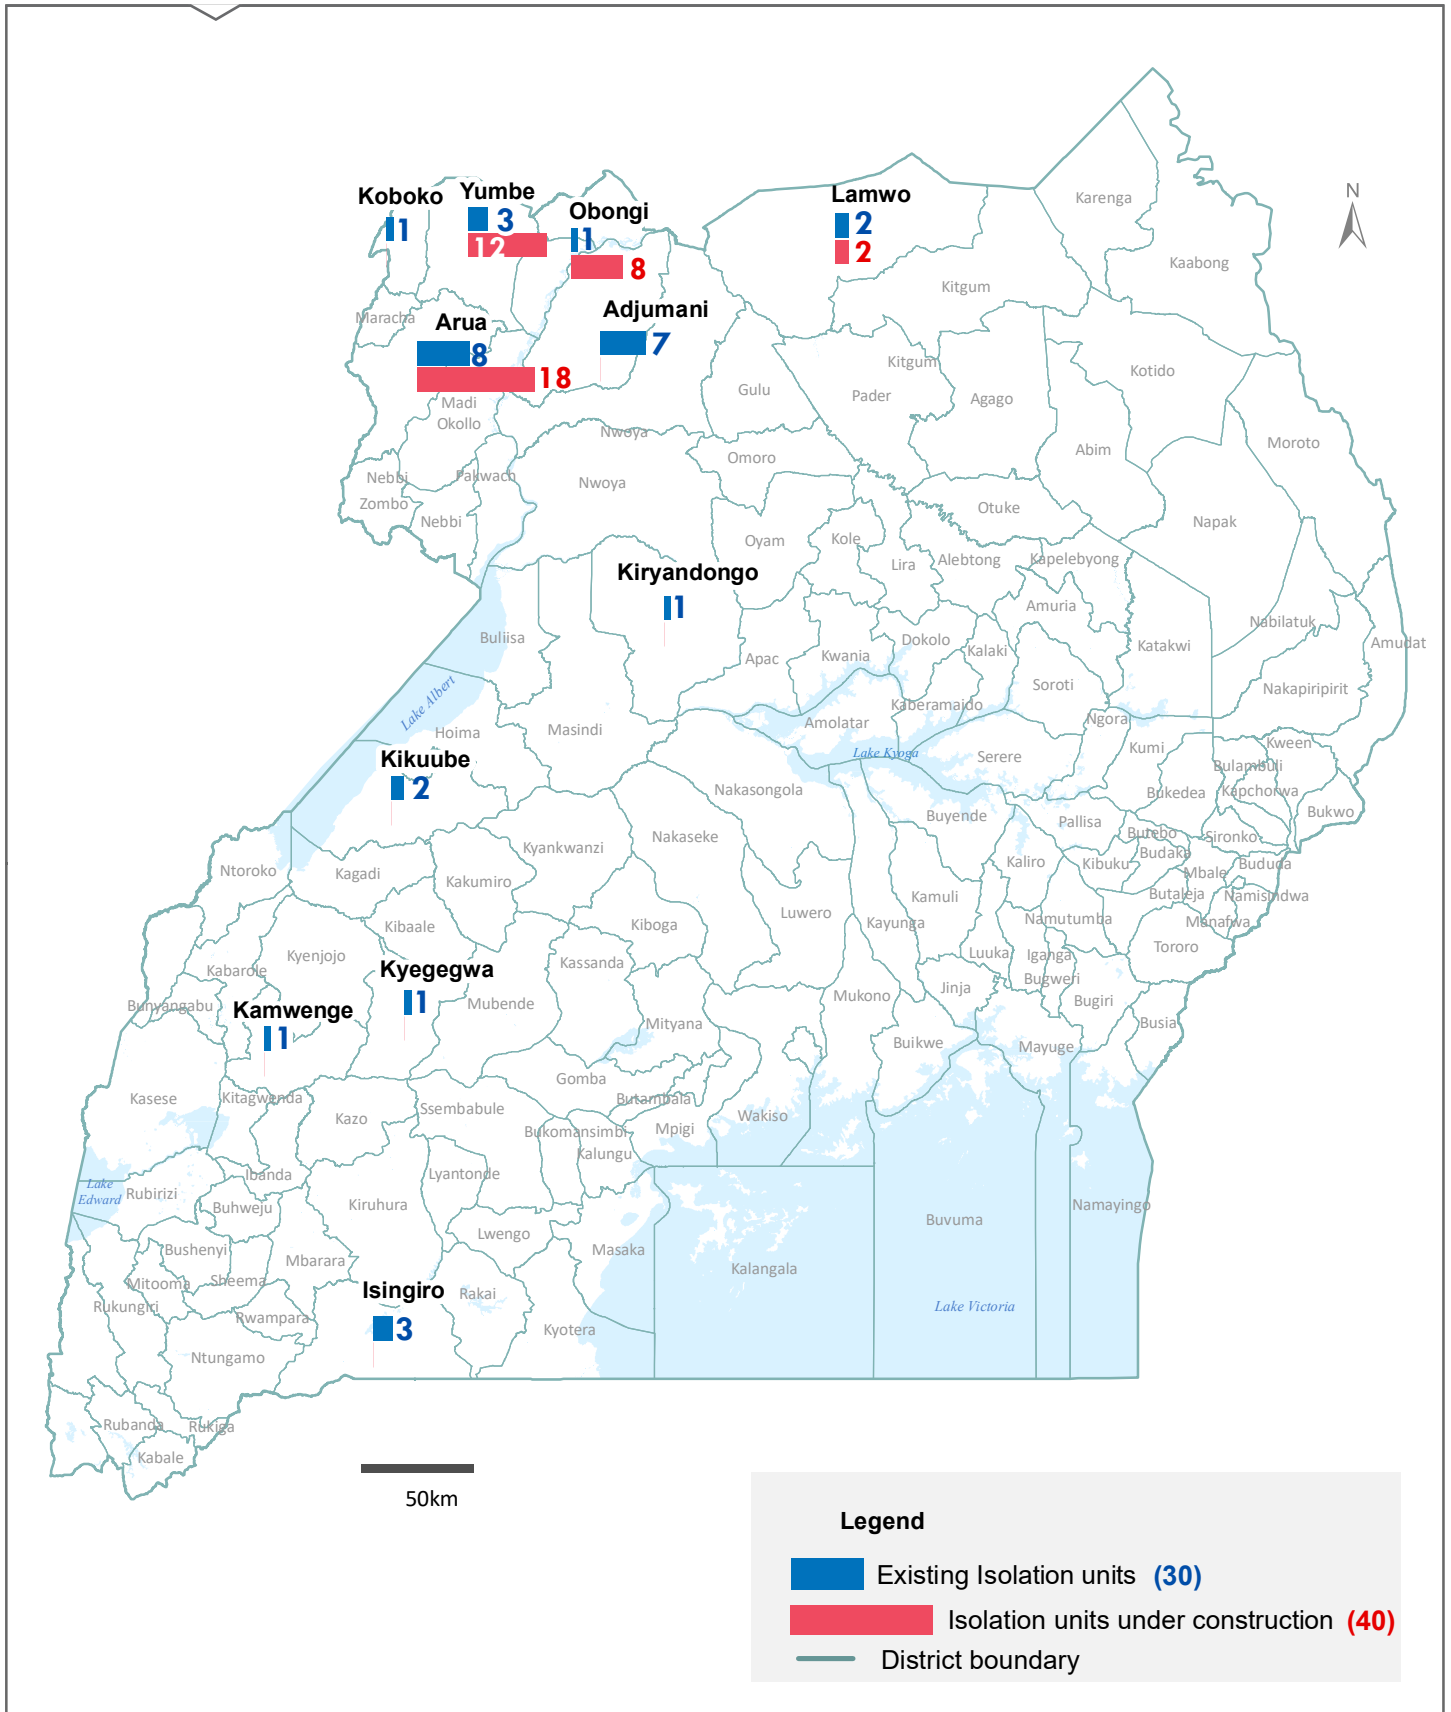 N
Koboko
1
Yumbe
3
12
Obongi
1
8
Lamwo
2
2
Karenga
Kaabong
Kitgum
Maracha
Arua
8
18
Adjumani
7
Madi
Okollo
Gulu
Kitgum
Pader
Agago
Kotido
Abim
Moroto
Nwoya
Omoro
Nebbi
Pakwach
Zombo
Nebbi
Nwoya
Otuke
Napak
Oyam
Kole
Lira
Alebtong
Kapelebyong
Kiryandongo
1
Amuria
Nabilatuk
Amudat
Buliisa
Apac
Kwania
Dokolo
Kalaki
Katakwi
Soroti
Nakapiripirit
Lake Albert
Hoima
Masindi
Amolatar
Kaberamaido
Ngora
Lake Kyoga
Serere
Kumi
Kween
Bulambuli
Kikuube
2
Nakasongola
Bukedea
Kapchorwa
Bukwo
Buyende
Pallisa
Butebo
Sironko
Nakaseke
Kyankwanzi
Kaliro
Kibuku
Budaka
Mbale
Bududa
Ntoroko
Kagadi
Kakumiro
Kamuli
Butaleja
Namisindwa
Luwero
Kayunga
Namutumba
Manafwa
Kibaale
Kiboga
Tororo
Kyenjojo
Kassanda
Luuka
Iganga
Kabarole
Kyegegwa
1
Bugweri
Bunyangabu
Kamwenge
1
Mubende
Mukono
Jinja
Bugiri
Mityana
Busia
Buikwe
Mayuge
Gomba
Kasese
Kitagwenda
Kazo
Ssembabule
Butambala
Wakiso
Bukomansimbi
Mpigi
Kalungu
Ibanda
Lyantonde
Lake
Edward
Rubirizi
Buhweju
Kiruhura
Namayingo
Buvuma
Lwengo
Bushenyi
Masaka
Mbarara
Kalangala
Mitooma
Sheema
Isingiro
3
Rakai
Rukungiri
Rwampara
Lake Victoria
Kyotera
Ntungamo
Rubanda
Rukiga
Kabale
50km
Legend
Existing Isolation units (30)
Isolation units under construction (40)
District boundary